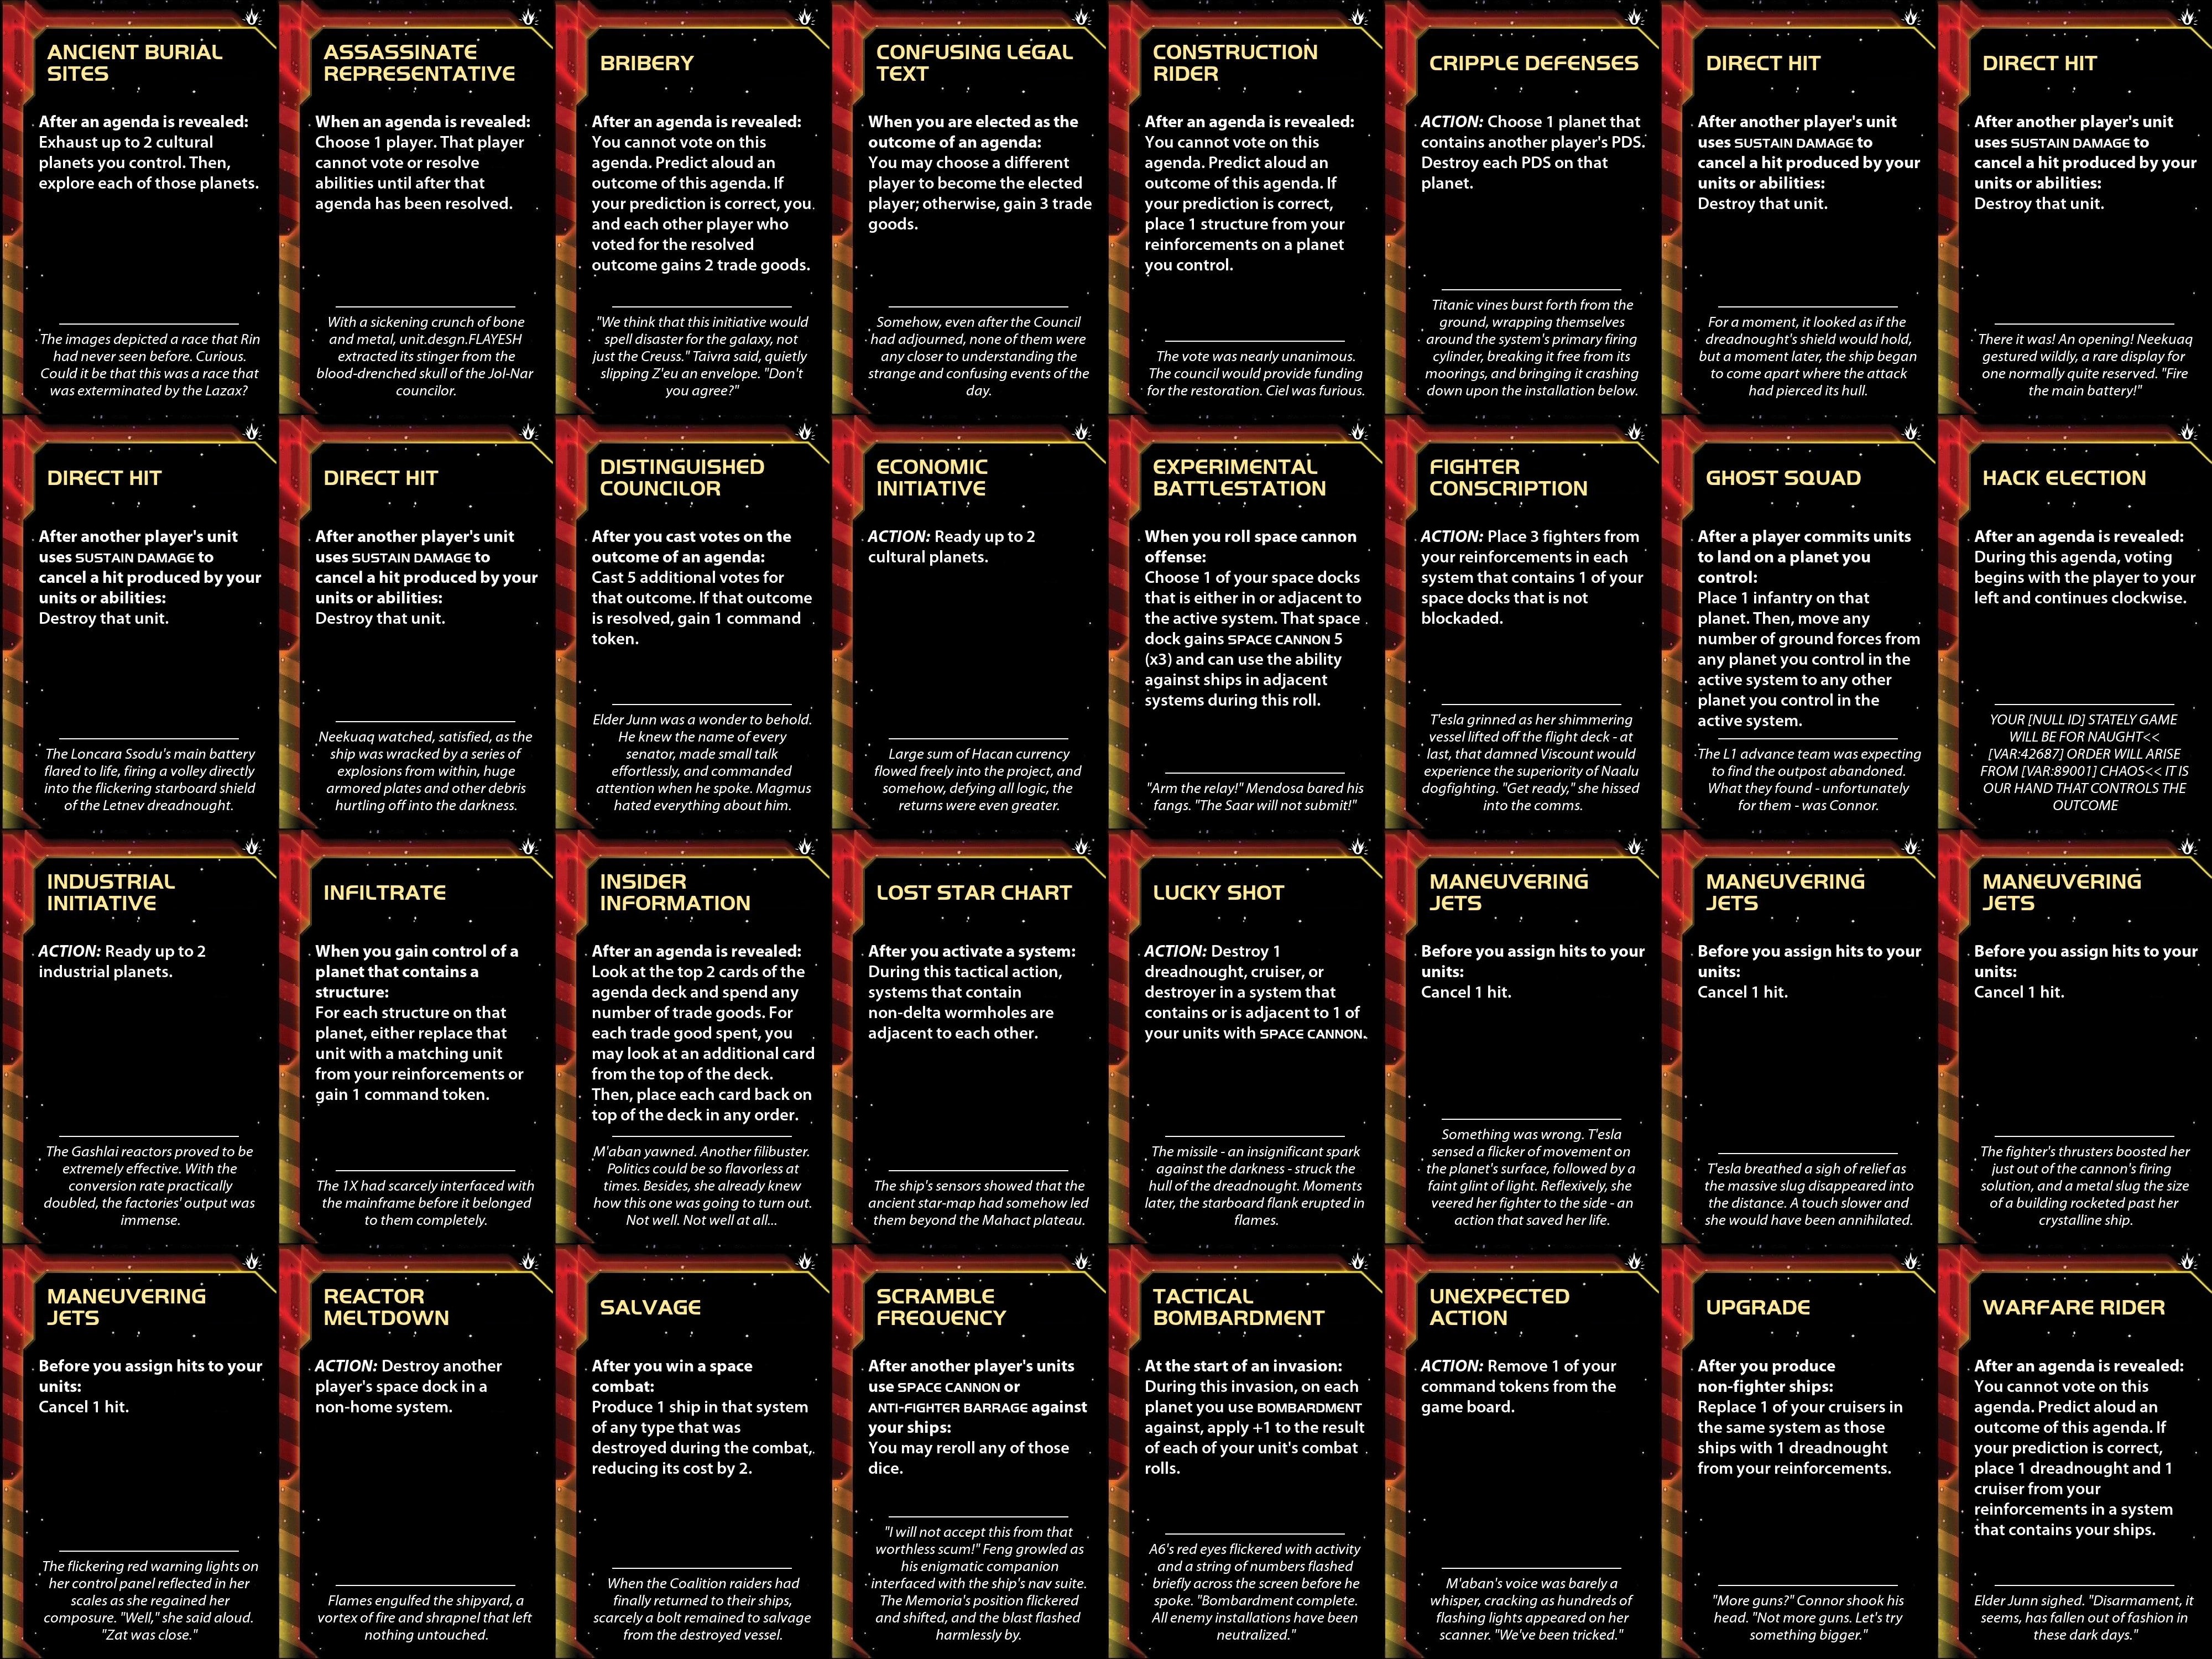 ANCIENT BURIAL
SITES
After an agenda is revealed:
Exhaust up to 2 cultural
planets you control. Then,
explore each of those planets.
The images depicted a race that Rin
had never seen before. Curious.
Could it be that this was a race that
was exterminated by the Lazax?
ASSASSINATE
REPRESENTATIVE
When an agenda is revealed:
Choose 1 player. That player
cannot vote or resolve
abilities until after that
agenda has been resolved.
With a sickening crunch of bone
and metal, unit.desgn.FLAYESH
extracted its stinger from the
blood-drenched skull of the Jol-Nar
councilor.
BRIBERY
After an agenda is revealed:
You cannot vote on this
agenda. Predict aloud an
outcome of this agenda. If
your prediction is correct, you
and each other player who
voted for the resolved
outcome gains 2 trade goods.
"We think that this initiative would
spell disaster for the galaxy, not
just the Creuss." Taivra said, quietly
slipping Z'eu an envelope. "Don't
you agree?"
CONFUSING LEGAL
TEXT
When you are elected as the
outcome of an agenda:
You may choose a different
player to become the elected
player; otherwise, gain 3 trade
goods.
Somehow, even after the Council
had adjourned, none of them were
any closer to understanding the
strange and confusing events of the
day.
CONSTRUCTION
RIDER
After an agenda is revealed:
You cannot vote on this
agenda. Predict aloud an
outcome of this agenda. If
your prediction is correct,
place 1 structure from your
reinforcements on a planet
you control.
The vote was nearly unanimous.
The council would provide funding
for the restoration. Ciel was furious.
CRIPPLE DEFENSES
ACTION: Choose 1 planet that
contains another player's PDS.
Destroy each PDS on that
planet.
Titanic vines burst forth from the
ground, wrapping themselves
around the system's primary firing
cylinder, breaking it free from its
moorings, and bringing it crashing
down upon the installation below.
DIRECT HIT
After another player's unit
uses SUSTAIN DAMAGE to
cancel a hit produced by your
units or abilities:
Destroy that unit.
For a moment, it looked as if the
dreadnought's shield would hold,
but a moment later, the ship began
to come apart where the attack
had pierced its hull.
DIRECT HIT
After another player's unit
uses SUSTAIN DAMAGE to
cancel a hit produced by your
units or abilities:
Destroy that unit.
There it was! An opening! Neekuaq
gestured wildly, a rare display for
one normally quite reserved. "Fire
the main battery!"
DIRECT HIT
After another player's unit
uses SUSTAIN DAMAGE to
cancel a hit produced by your
units or abilities:
Destroy that unit.
The Loncara Ssodu's main battery
flared to life, firing a volley directly
into the flickering starboard shield
of the Letnev dreadnought.
DIRECT HIT
After another player's unit
uses SUSTAIN DAMAGE to
cancel a hit produced by your
units or abilities:
Destroy that unit.
Neekuaq watched, satisfied, as the
ship was wracked by a series of
explosions from within, huge
armored plates and other debris
hurtling off into the darkness.
DISTINGUISHED
COUNCILOR
After you cast votes on the
outcome of an agenda:
Cast 5 additional votes for
that outcome. If that outcome
is resolved, gain 1 command
token.
Elder Junn was a wonder to behold.
He knew the name of every
senator, made small talk
effortlessly, and commanded
attention when he spoke. Magmus
hated everything about him.
ECONOMIC
INITIATIVE
ACTION: Ready up to 2
cultural planets.
Large sum of Hacan currency
flowed freely into the project, and
somehow, defying all logic, the
returns were even greater.
EXPERIMENTAL
BATTLESTATION
When you roll space cannon
offense:
Choose 1 of your space docks
that is either in or adjacent to
the active system. That space
dock gains SPACE CANNON 5
(x3) and can use the ability
against ships in adjacent
systems during this roll.
"Arm the relay!" Mendosa bared his
fangs. "The Saar will not submit!"
FIGHTER
CONSCRIPTION
ACTION: Place 3 fighters from
your reinforcements in each
system that contains 1 of your
space docks that is not
blockaded.
T'esla grinned as her shimmering
vessel lifted off the flight deck - at
last, that damned Viscount would
experience the superiority of Naalu
dogfighting. "Get ready," she hissed
into the comms.
GHOST SQUAD
After a player commits units
to land on a planet you
control:
Place 1 infantry on that
planet. Then, move any
number of ground forces from
any planet you control in the
active system to any other
planet you control in the
active system.
The L1 advance team was expecting
to find the outpost abandoned.
What they found - unfortunately
for them - was Connor.
HACK ELECTION
After an agenda is revealed:
During this agenda, voting
begins with the player to your
left and continues clockwise.
YOUR [NULL ID] STATELY GAME
WILL BE FOR NAUGHT<<
[VAR:42687] ORDER WILL ARISE
FROM [VAR:89001] CHAOS<< IT IS
OUR HAND THAT CONTROLS THE
OUTCOME
INDUSTRIAL
INITIATIVE
ACTION: Ready up to 2
industrial planets.
The Gashlai reactors proved to be
extremely effective. With the
conversion rate practically
doubled, the factories' output was
immense.
INFILTRATE
When you gain control of a
planet that contains a
structure:
For each structure on that
planet, either replace that
unit with a matching unit
from your reinforcements or
gain 1 command token.
The 1X had scarcely interfaced with
the mainframe before it belonged
to them completely.
INSIDER
INFORMATION
After an agenda is revealed:
Look at the top 2 cards of the
agenda deck and spend any
number of trade goods. For
each trade good spent, you
may look at an additional card
from the top of the deck.
Then, place each card back on
top of the deck in any order.
M'aban yawned. Another filibuster.
Politics could be so flavorless at
times. Besides, she already knew
how this one was going to turn out.
Not well. Not well at all...
LOST STAR CHART
After you activate a system:
During this tactical action,
systems that contain
non-delta wormholes are
adjacent to each other.
The ship's sensors showed that the
ancient star-map had somehow led
them beyond the Mahact plateau.
LUCKY SHOT
ACTION: Destroy 1
dreadnought, cruiser, or
destroyer in a system that
contains or is adjacent to 1 of
your units with SPACE CANNON.
The missile - an insignificant spark
against the darkness - struck the
hull of the dreadnought. Moments
later, the starboard flank erupted in
flames.
MANEUVERING
JETS
Before you assign hits to your
units:
Cancel 1 hit.
Something was wrong. T'esla
sensed a flicker of movement on
the planet's surface, followed by a
faint glint of light. Reflexively, she
veered her fighter to the side - an
action that saved her life.
MANEUVERING
JETS
Before you assign hits to your
units:
Cancel 1 hit.
T'esla breathed a sigh of relief as
the massive slug disappeared into
the distance. A touch slower and
she would have been annihilated.
MANEUVERING
JETS
Before you assign hits to your
units:
Cancel 1 hit.
The fighter's thrusters boosted her
just out of the cannon's firing
solution, and a metal slug the size
of a building rocketed past her
crystalline ship.
MANEUVERING
JETS
Before you assign hits to your
units:
Cancel 1 hit.
The flickering red warning lights on
her control panel reflected in her
scales as she regained her
composure. "Well," she said aloud.
"Zat was close."
REACTOR
MELTDOWN
ACTION: Destroy another
player's space dock in a
non-home system.
Flames engulfed the shipyard, a
vortex of fire and shrapnel that left
nothing untouched.
SALVAGE
After you win a space
combat:
Produce 1 ship in that system
of any type that was
destroyed during the combat,
reducing its cost by 2.
When the Coalition raiders had
finally returned to their ships,
scarcely a bolt remained to salvage
from the destroyed vessel.
SCRAMBLE
FREQUENCY
After another player's units
use SPACE CANNON or
ANTI-FIGHTER BARRAGE against
your ships:
You may reroll any of those
dice.
"I will not accept this from that
worthless scum!" Feng growled as
his enigmatic companion
interfaced with the ship's nav suite.
The Memoria's position flickered
and shifted, and the blast flashed
harmlessly by.
TACTICAL
BOMBARDMENT
At the start of an invasion:
During this invasion, on each
planet you use BOMBARDMENT
against, apply +1 to the result
of each of your unit's combat
rolls.
A6's red eyes flickered with activity
and a string of numbers flashed
briefly across the screen before he
spoke. "Bombardment complete.
All enemy installations have been
neutralized."
UNEXPECTED
ACTION
ACTION: Remove 1 of your
command tokens from the
game board.
M'aban's voice was barely a
whisper, cracking as hundreds of
flashing lights appeared on her
scanner. "We've been tricked."
UPGRADE
After you produce
non-fighter ships:
Replace 1 of your cruisers in
the same system as those
ships with 1 dreadnought
from your reinforcements.
"More guns?" Connor shook his
head. "Not more guns. Let's try
something bigger."
WARFARE RIDER
After an agenda is revealed:
You cannot vote on this
agenda. Predict aloud an
outcome of this agenda. If
your prediction is correct,
place 1 dreadnought and 1
cruiser from your
reinforcements in a system
that contains your ships.
Elder Junn sighed. "Disarmament, it
seems, has fallen out of fashion in
these dark days."